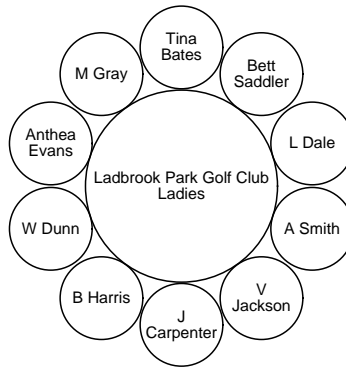 Tina
Bates
Bett
Saddler
L Dale
A Smith
V
Jackson
J
Carpenter
B Harris
W Dunn
Anthea
Evans
M Gray
Ladbrook Park Golf Club
Ladies